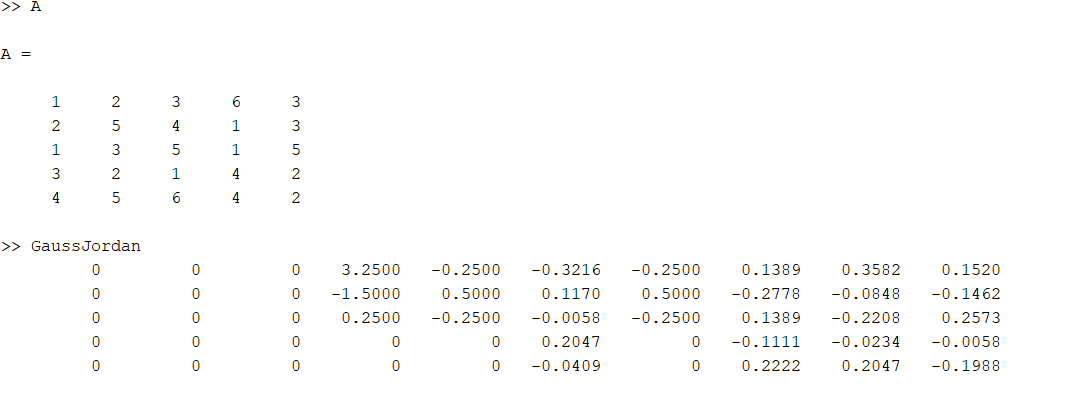 >> A
A =
1 2 3 6 3
2 5 4 1 3
1 3 5 1 5
3 2 1 4 2
4 5 6 4 2
>> GaussJordan
0 0 0 3.2500 -0.2500 -0.3216 -0.2500 0.1389 0.3582 0.1520
0 0 0 -1.5000 0.5000 0.1170 0.5000 -0.2778 -0.0848 -0.1462
0 0 0 0.2500 -0.2500 -0.0058 -0.2500 0.1389 -0.2208 0.2573
0 0 0 0 0 0.2047 0 -0.1111 -0.0234 -0.0058
0 0 0 0 0 -0.0409 0 0.2222 0.2047 -0.1988